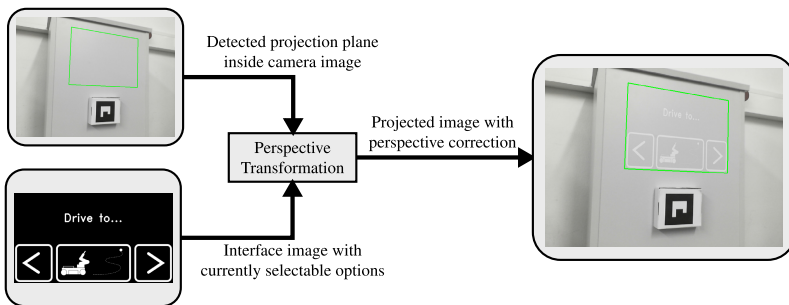 Detected projection plane
inside camera image
Perspective
Transformation
Projected image with
perspective correction
Drive to...
Drive to...
< >
Interface image with
currently selectable options
< >